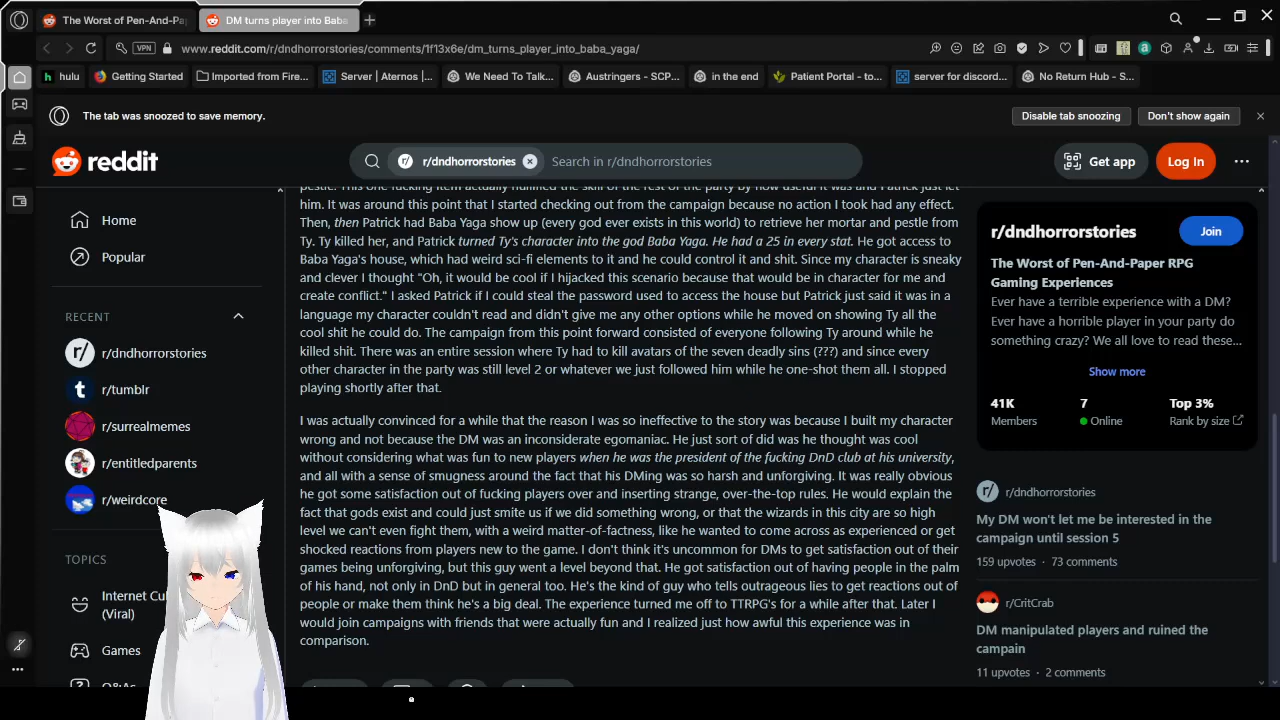 The Worst of Pen-And-Pa
DM turns player into Baba
VPN
www.reddit.com/r/dndhorrorstories/comments/1f13x6e/dm_turns_player_into_baba_yaga/
hulu
Getting Started
Imported from Fire...
Server | Aternos |...
We Need To Talk...
Austringers - SCP...
in the end
Patient Portal - to...
server for discord...
No Return Hub - S...
The tab was snoozed to save memory.
Disable tab snoozing
Don't show again
reddit
r/dndhorrorstories
Search in r/dndhorrorstories
Get app
Log In
Home
Popular
RECENT
r/dndhorrorstories
r/tumblr
r/surrealmemes
r/entitledparents
r/weirdcore
TOPICS
Internet Cu
(Viral)
Games
Q&As
pestle. This one fucking item actually nullified the skill of the rest of the party by how useful it was and Patrick just let
him. It was around this point that I started checking out from the campaign because no action I took had any effect.
Then, then Patrick had Baba Yaga show up (every god ever exists in this world) to retrieve her mortar and pestle from
Ty. Ty killed her, and Patrick turned Ty's character into the god Baba Yaga. He had a 25 in every stat. He got access to
Baba Yaga's house, which had weird sci-fi elements to it and he could control it and shit. Since my character is sneaky
and clever I thought "Oh, it would be cool if I hijacked this scenario because that would be in character for me and
create conflict." I asked Patrick if I could steal the password used to access the house but Patrick just said it was in a
language my character couldn't read and didn't give me any other options while he moved on showing Ty all the
cool shit he could do. The campaign from this point forward consisted of everyone following Ty around while he
killed shit. There was an entire session where Ty had to kill avatars of the seven deadly sins (???) and since every
other character in the party was still level 2 or whatever we just followed him while he one-shot them all. I stopped
playing shortly after that.
I was actually convinced for a while that the reason I was so ineffective to the story was because I built my character
wrong and not because the DM was an inconsiderate egomaniac. He just sort of did was he thought was cool
without considering what was fun to new players when he was the president of the fucking DnD club at his university,
and all with a sense of smugness around the fact that his DMing was so harsh and unforgiving. It was really obvious
he got some satisfaction out of fucking players over and inserting strange, over-the-top rules. He would explain the
fact that gods exist and could just smite us if we did something wrong, or that the wizards in this city are so high
level we can't even fight them, with a weird matter-of-factness, like he wanted to come across as experienced or get
shocked reactions from players new to the game. I don't think it's uncommon for DMs to get satisfaction out of their
games being unforgiving, but this guy went a level beyond that. He got satisfaction out of having people in the palm
of his hand, not only in DnD but in general too. He's the kind of guy who tells outrageous lies to get reactions out of
people or make them think he's a big deal. The experience turned me off to TTRPG's for a while after that. Later I
would join campaigns with friends that were actually fun and I realized just how awful this experience was in
comparison.
r/dndhorrorstories
Join
The Worst of Pen-And-Paper RPG
Gaming Experiences
Ever have a terrible experience with a DM?
Ever have a horrible player in your party do
something crazy? We all love to read these...
Show more
41K
Members
7
Online
Top 3%
Rank by size
r/dndhorrorstories
My DM won't let me be interested in the
campaign until session 5
159 upvotes · 73 comments
r/CritCrab
DM manipulated players and ruined the
campain
11 upvotes · 2 comments